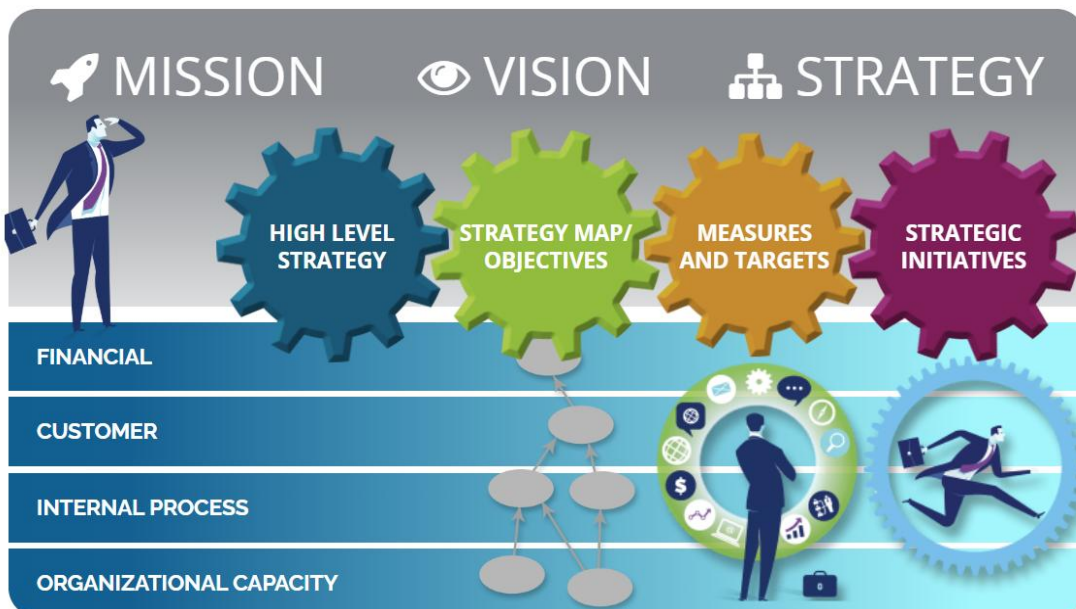 MISSION
VISION
STRATEGY
HIGH LEVEL
STRATEGY
STRATEGY MAP/
OBJECTIVES
MEASURES
AND TARGETS
STRATEGIC
INITIATIVES
FINANCIAL
CUSTOMER
INTERNAL PROCESS
ORGANIZATIONAL CAPACITY
$